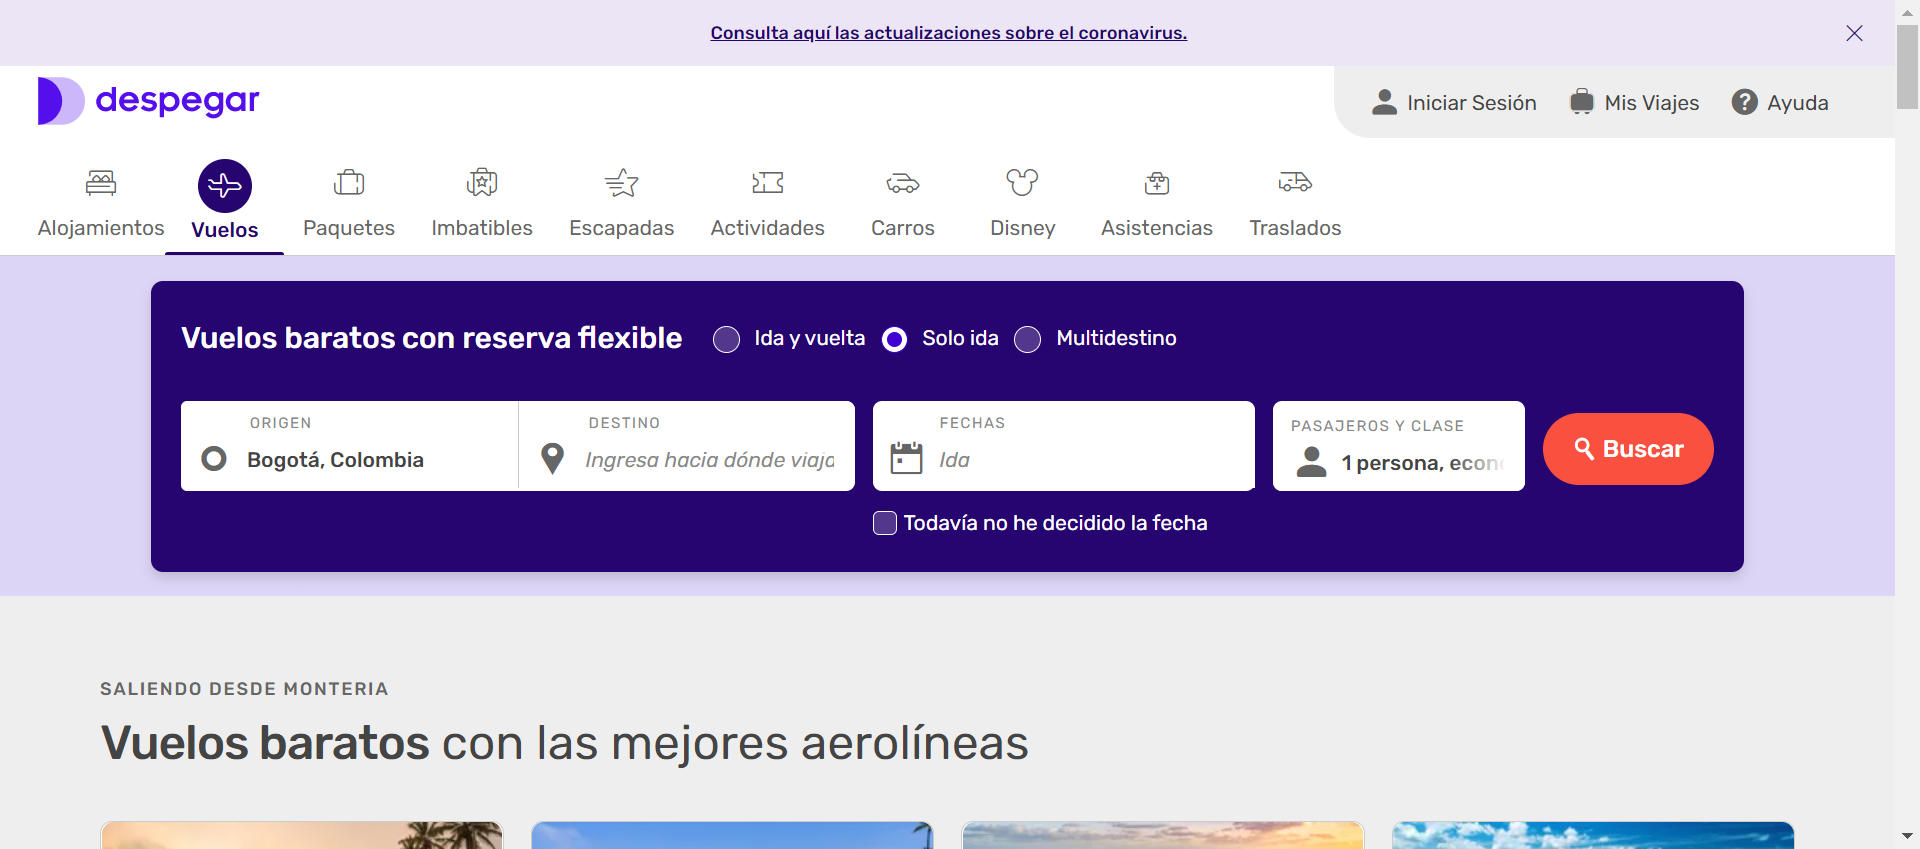 Consulta aquí las actualizaciones sobre el coronavirus.
despegar
Iniciar Sesión
Mis Viajes
Ayuda
Alojamientos
Vuelos
Paquetes
Imbatibles
Escapadas
Actividades
Carros
Disney
Asistencias
Traslados
Vuelos baratos con reserva flexible
Ida y vuelta
Solo ida
Multidestino
ORIGEN
Bogotá, Colombia
DESTINO
Ingresa hacia dónde viaja
FECHAS
Ida
PASAJEROS Y CLASE
1 persona, econ
Buscar
Todavía no he decidido la fecha
SALIENDO DESDE MONTERIA
Vuelos baratos con las mejores aerolíneas